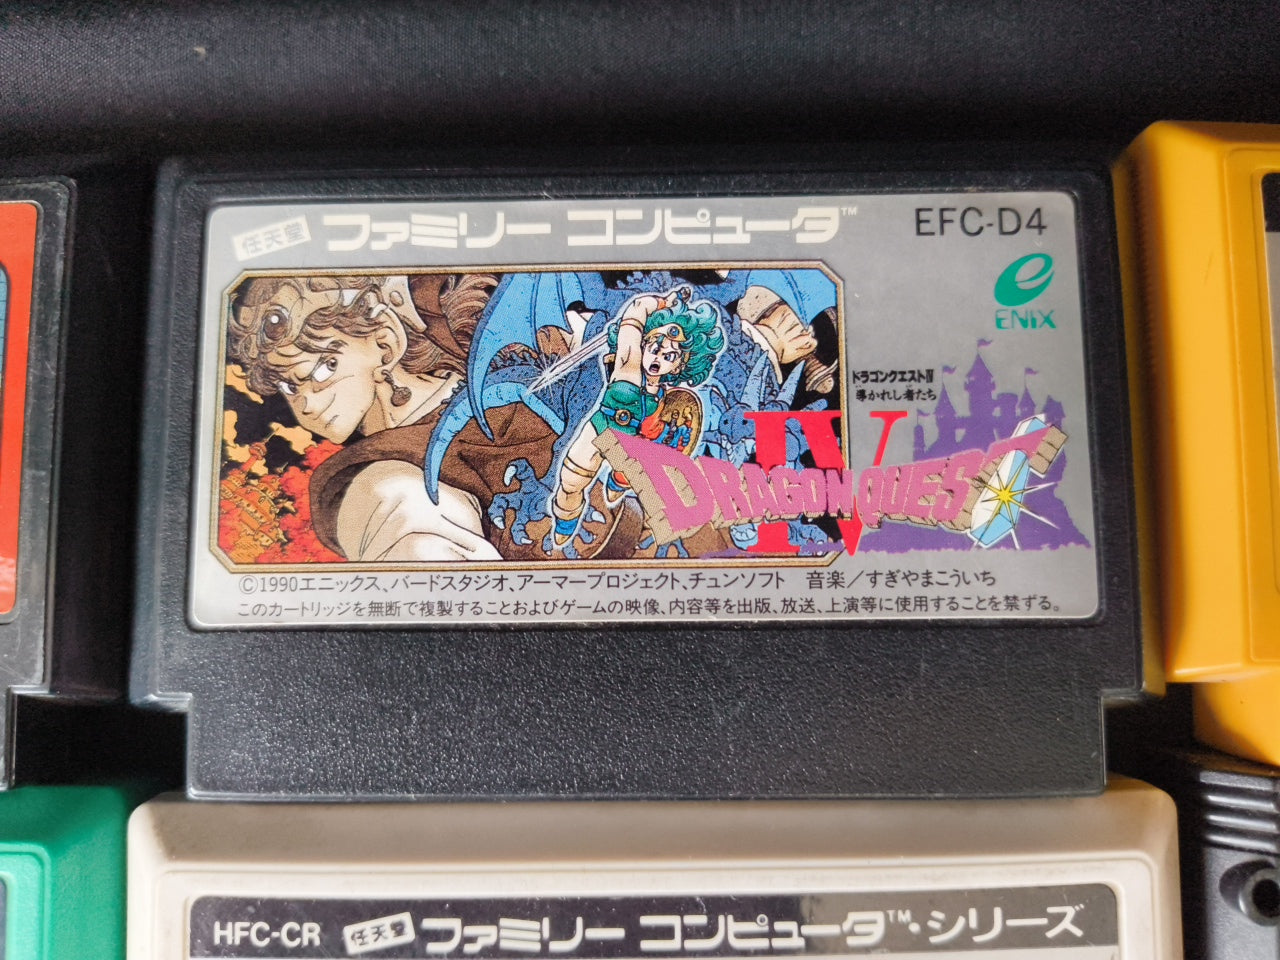 任天堂 ファミリー コンピュータ™ EFC-D4
ENIX
ドラゴンクエストIV
導かれし者たち
IV
DRAGON QUEST
©1990エニックス、バードスタジオ、アーマープロジェクト、チュンソフト 音楽／すぎやまこういち
このカートリッジを無断で複製することおよびゲームの映像、内容等を出版、放送、上演等に使用することを禁ずる。
HFC-CR 任天堂 ファミリー コンピュータ™・シリーズ